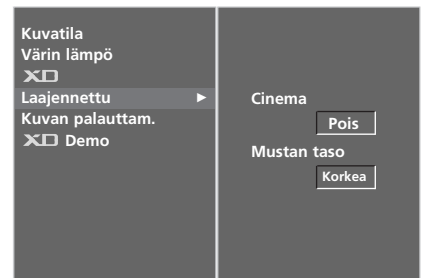 Kuvatila
Värin lämpö
XD
Laajennettu ►
Kuvan palauttam.
XD Demo
Cinema
Pois
Mustan taso
Korkea